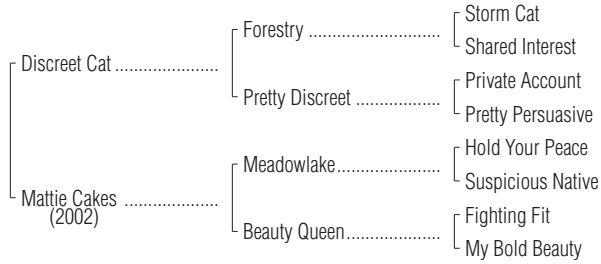 Storm Cat
Forestry ............................
Shared Interest
Discreet Cat ......................
Private Account
Pretty Discreet ..................
Pretty Persuasive
Hold Your Peace
Meadowlake......................
Suspicious Native
Mattie Cakes ....................
(2002)
Fighting Fit
Beauty Queen....................
My Bold Beauty